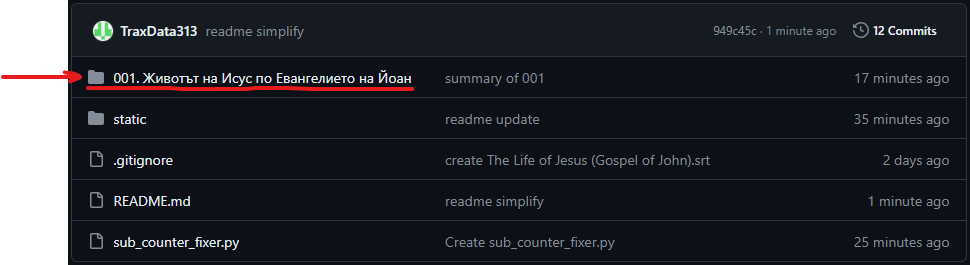 TraxData313 readme simplify 949c45c · 1 minute ago 12 Commits
001. Животът на Исус по Евангелието на Йоан summary of 001 17 minutes ago
static readme update 35 minutes ago
.gitignore create The Life of Jesus (Gospel of John).srt 2 days ago
README.md readme simplify 1 minute ago
sub_counter_fixer.py Create sub_counter_fixer.py 25 minutes ago